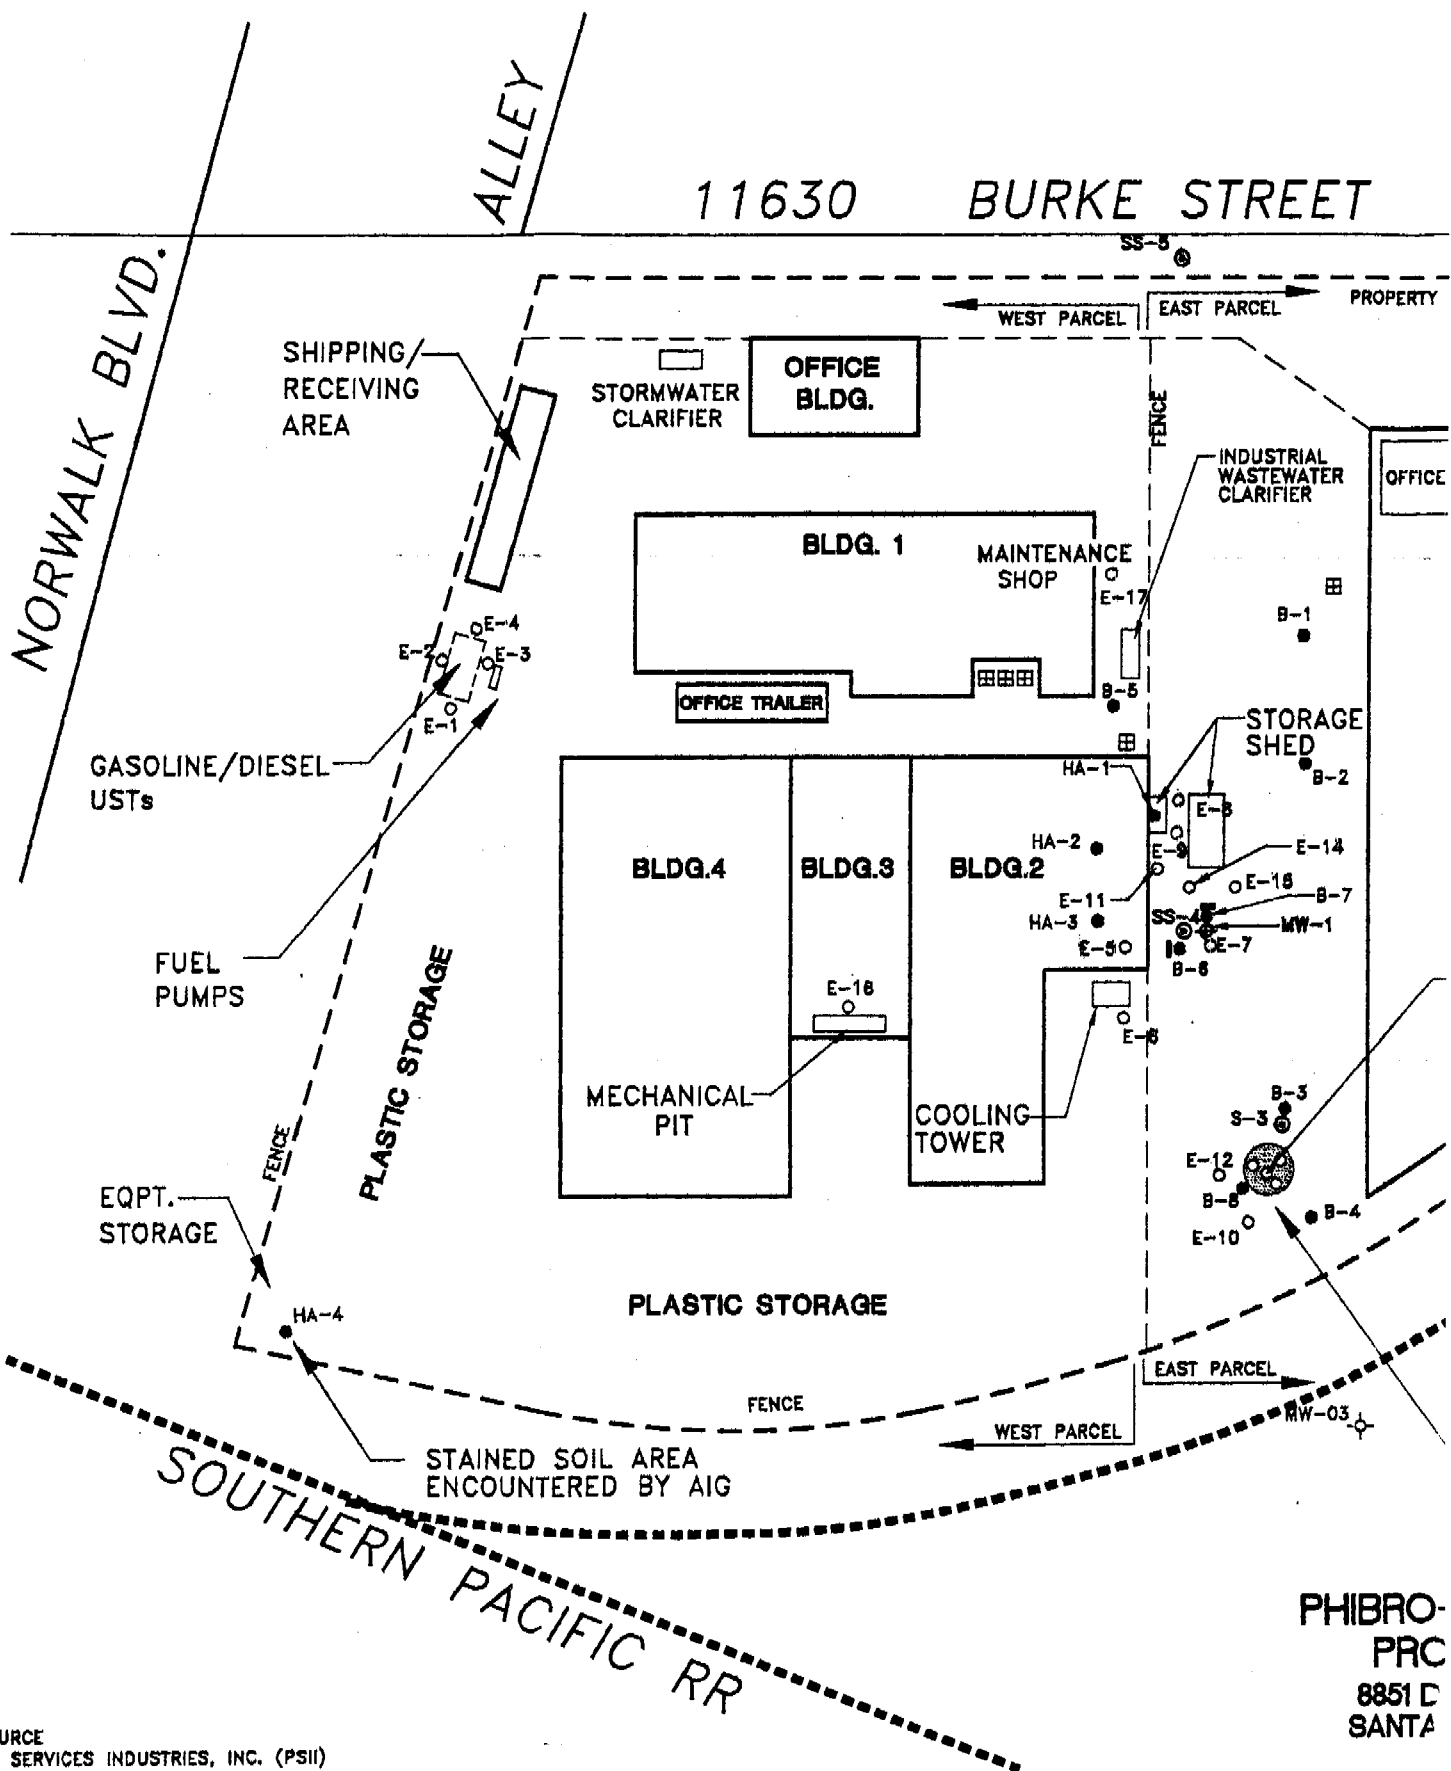 ALLEY
11630 BURKE STREET
NORWALK BLVD.
SS-5
WEST PARCEL
EAST PARCEL
PROPERTY
SHIPPING/
RECEIVING
AREA
STORMWATER
CLARIFIER
OFFICE
BLDG.
FENCE
INDUSTRIAL
WASTEWATER
CLARIFIER
OFFICE
BLDG. 1
MAINTENANCE
SHOP
E-17
B-1
E-4
E-2
E-3
E-1
B-5
OFFICE TRAILER
STORAGE
SHED
GASOLINE/DIESEL
USTs
HA-1
B-2
E-8
HA-2
E-9
E-14
BLDG.4
BLDG.3
BLDG.2
E-11
E-15
B-7
HA-3
SS-4
MW-1
E-5
E-7
B-6
FUEL
PUMPS
PLASTIC STORAGE
E-16
E-6
MECHANICAL
PIT
COOLING
TOWER
B-3
S-3
FENCE
E-12
B-8
B-4
E-10
EQPT.
STORAGE
HA-4
PLASTIC STORAGE
EAST PARCEL
FENCE
MW-03
WEST PARCEL
STAINED SOIL AREA
ENCOUNTERED BY AIG
SOUTHERN PACIFIC RR
PHIBRO-
PRO
8851 D
SANTA
URCE
SERVICES INDUSTRIES, INC. (PSII)